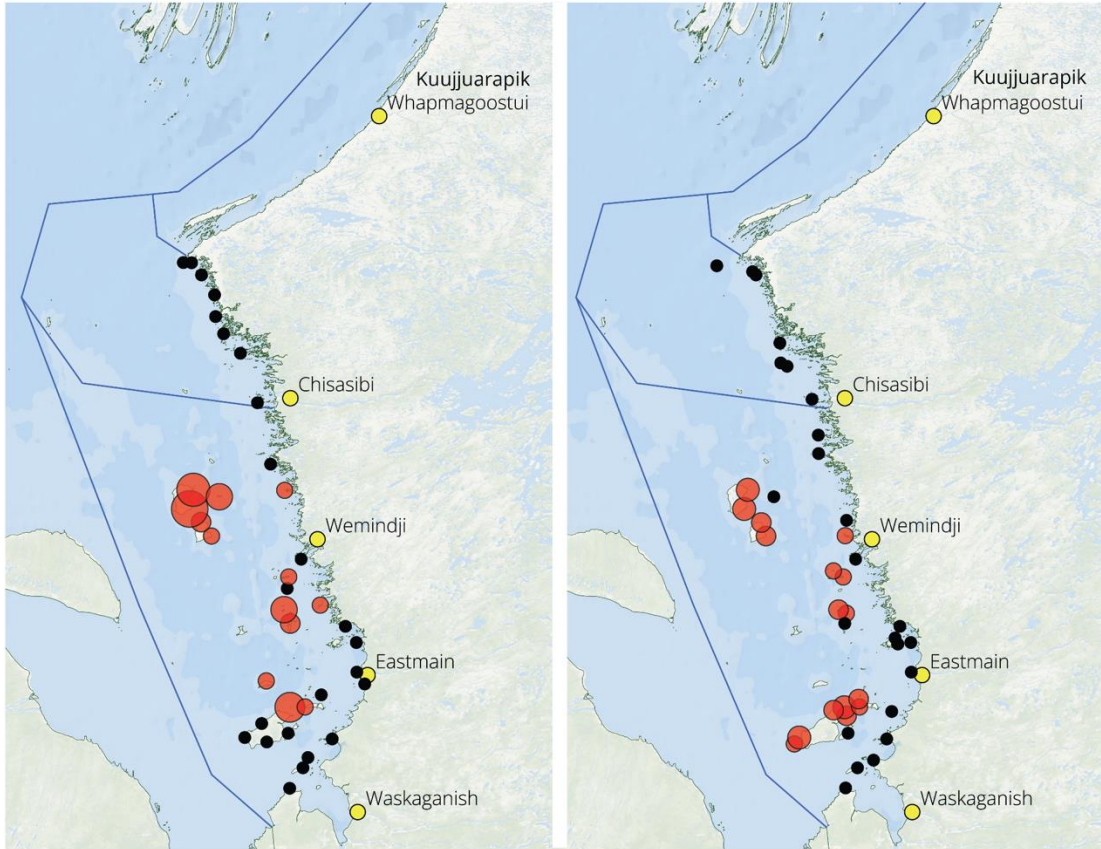 Kuujjuarapik
Whapmagoostui
Chisasibi
Wemindji
Eastmain
Waskaganish
Kuujjuarapik
Whapmagoostui
Chisasibi
Wemindji
Eastmain
Waskaganish